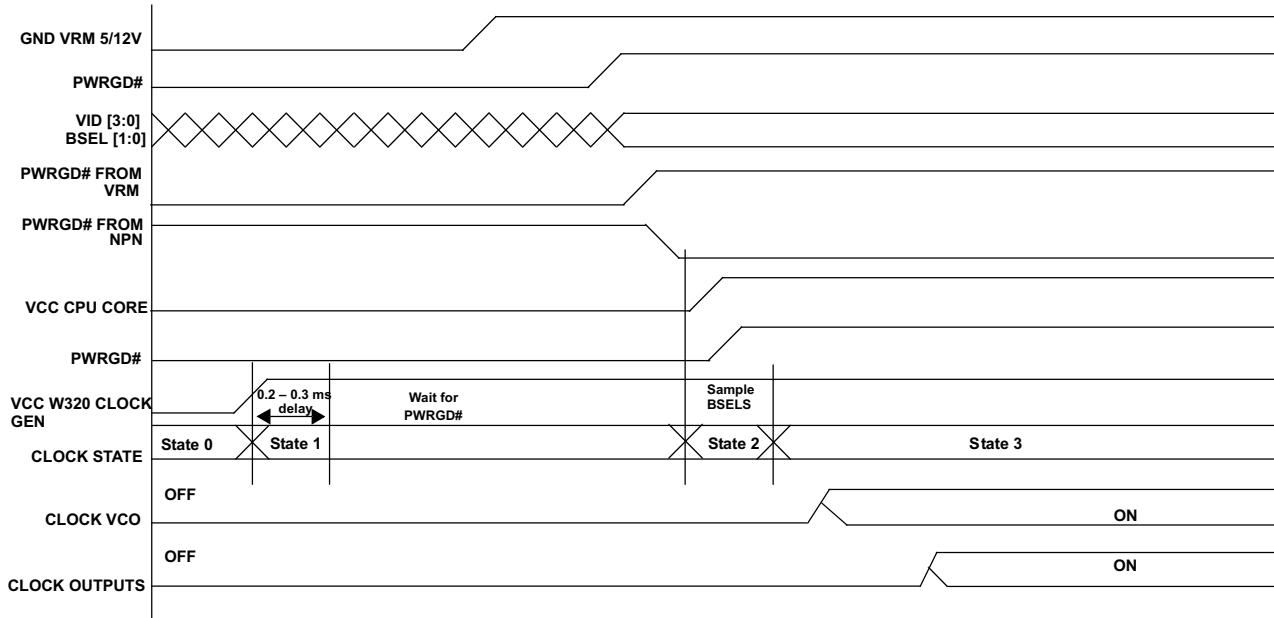 GND VRM 5/12V
PWRGD#
VID [3:0]
BSEL [1:0]
PWRGD# FROM
VRM
PWRGD# FROM
NPN
VCC CPU CORE
PWRGD#
VCC W320 CLOCK
GEN
0.2 – 0.3 ms
delay
Wait for
PWRGD#
Sample
BSELS
CLOCK STATE
State 0
State 1
State 2
State 3
CLOCK VCO
OFF
ON
CLOCK OUTPUTS
OFF
ON